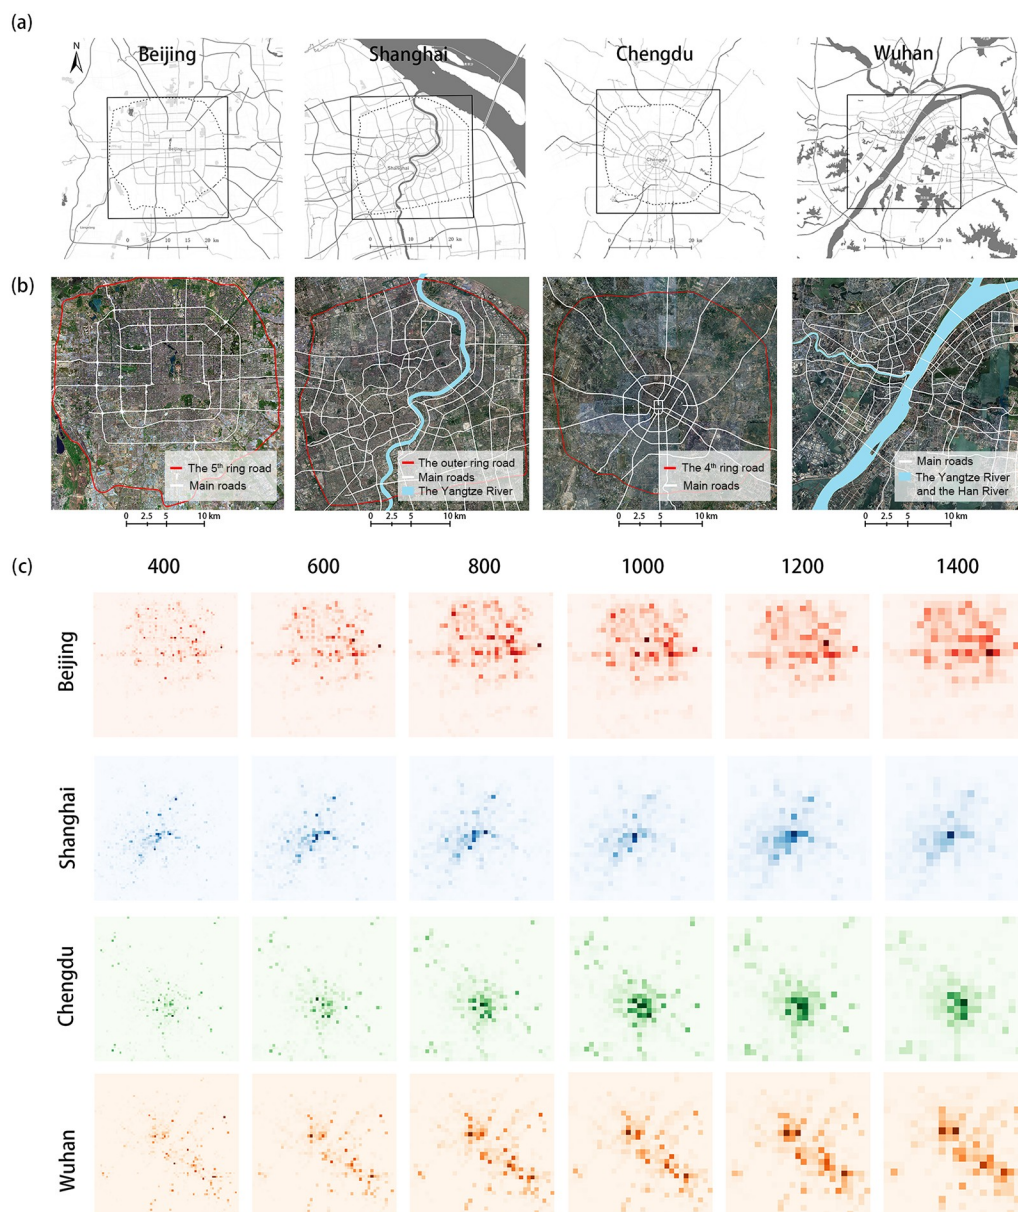 (a)
N
Beijing
Shanghai
Chengdu
Wuhan
Shanghai
Chengdu
Wuhan
0 5 10 15 20 km
0 5 10 15 20 km
0 5 10 15 20 km
0 5 10 15 20 km
(b)
The 5th ring road
Main roads
The outer ring road
Main roads
The Yangtze River
The 4th ring road
Main roads
Main roads
The Yangtze River
and the Han River
0 2.5 5 10 km
0 2.5 5 10 km
0 2.5 5 10 km
0 2.5 5 10 km
(c)
400 600 800 1000 1200 1400
Beijing
Shanghai
Chengdu
Wuhan